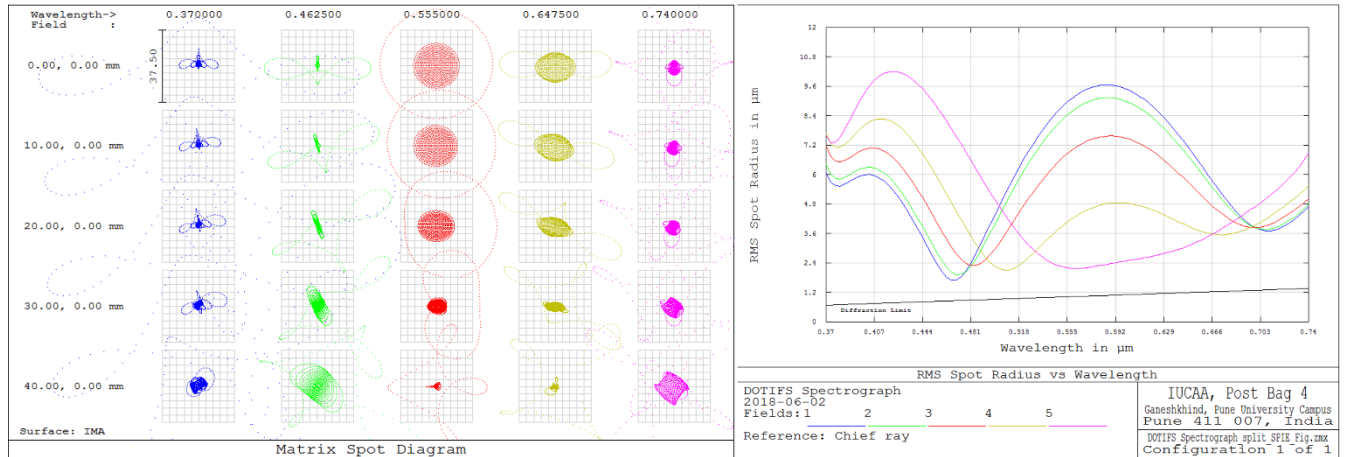 Wavelength-> 0.370000 0.462500 0.555000 0.647500 0.740000
Field :
0.00, 0.00 mm
37.50
10.00, 0.00 mm
20.00, 0.00 mm
30.00, 0.00 mm
40.00, 0.00 mm
Surface: IMA
Matrix Spot Diagram
RMS Spot Radius in µm
12
10.8
9.6
8.4
7.2
6
4.8
3.6
2.4
1.2
0
Diffraction Limit
0.37 0.407 0.444 0.481 0.518 0.555 0.592 0.629 0.666 0.703 0.74
Wavelength in µm
RMS Spot Radius vs Wavelength
DOTIFS Spectrograph
2018-06-02
Fields: 1 2 3 4 5
Reference: Chief ray
IUCAA, Post Bag 4
Ganeshkhind, Pune University Campus
Pune 411 007, India
DOTIFS Spectrograph split SPIE Fig.zmx
Configuration 1 of 1